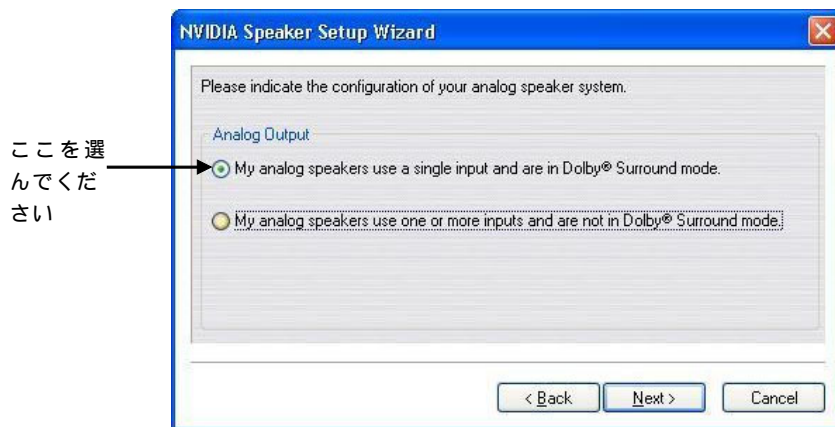 NVIDIA Speaker Setup Wizard
Please indicate the configuration of your analog speaker system.
Analog Output
ここを選
んでくだ
さい
My analog speakers use a single input and are in Dolby® Surround mode.
My analog speakers use one or more inputs and are not in Dolby® Surround mode.
< Back
Next >
Cancel